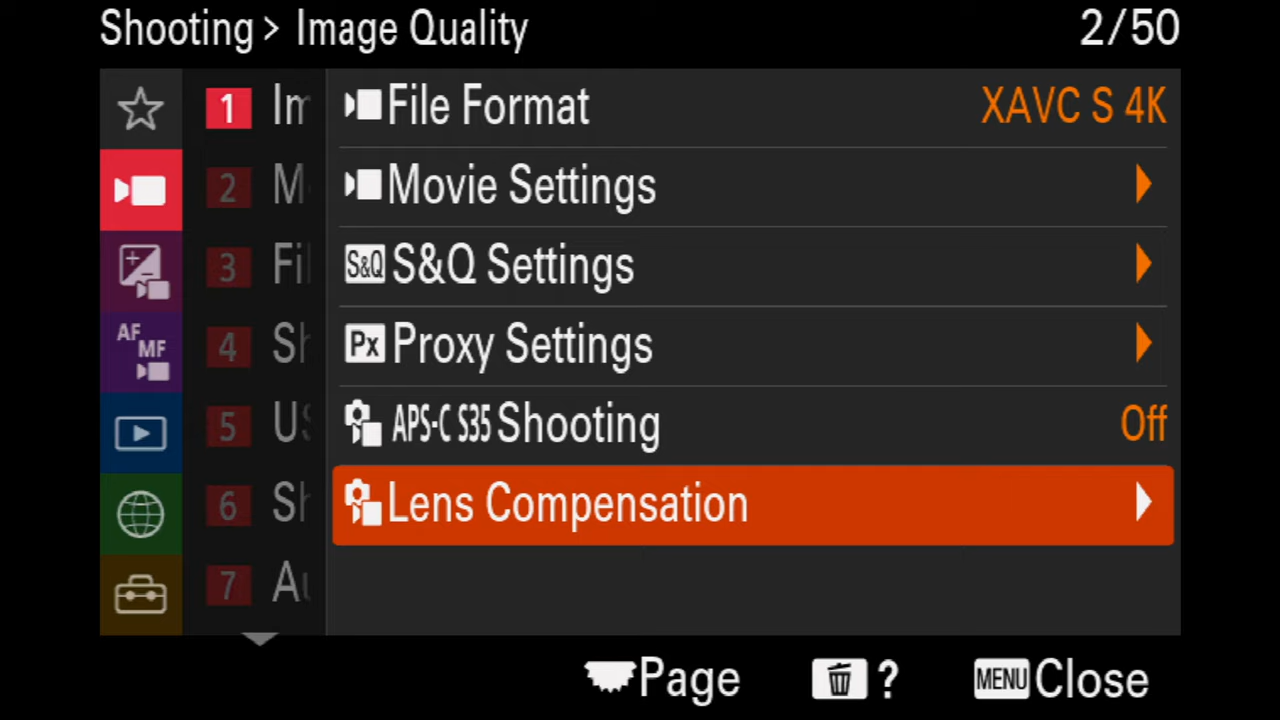 Shooting > Image Quality
2/50
1 Im
File Format XAVC S 4K
2 M
Movie Settings
3 Fil
S&Q S&Q Settings
4 Sh
Px Proxy Settings
AF MF
5 US
APS-C S35 Shooting Off
6 Sh
Lens Compensation
7 Au
Page
?
MENU Close